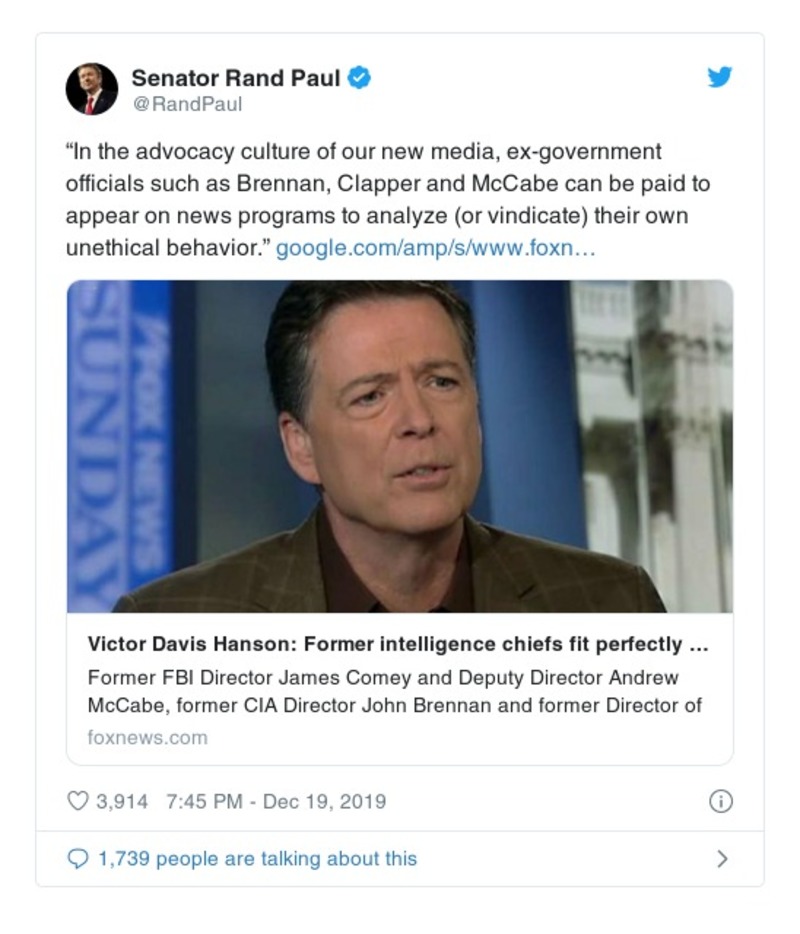 Senator Rand Paul
@RandPaul
“In the advocacy culture of our new media, ex-government
officials such as Brennan, Clapper and McCabe can be paid to
appear on news programs to analyze (or vindicate) their own
unethical behavior.” google.com/amp/s/www.foxn…
SUNDAY
FOX NEWS
Victor Davis Hanson: Former intelligence chiefs fit perfectly ...
Former FBI Director James Comey and Deputy Director Andrew
McCabe, former CIA Director John Brennan and former Director of
foxnews.com
3,914 7:45 PM - Dec 19, 2019
1,739 people are talking about this